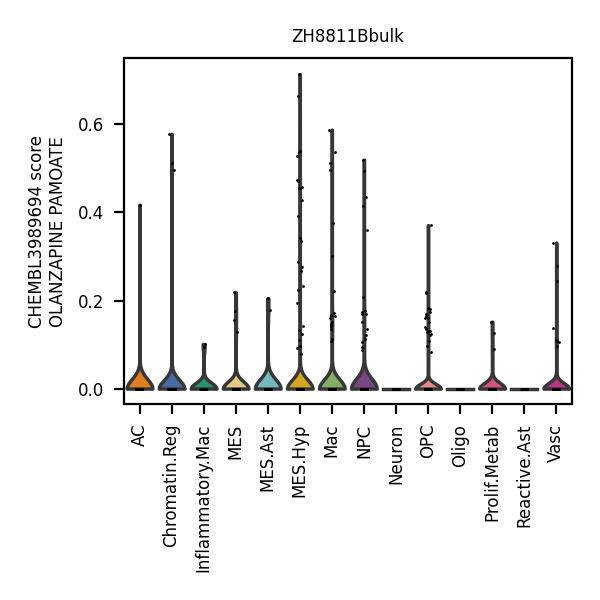 ZH8811Bbulk
CHEMBL3989694 score
OLANZAPINE PAMOATE
0.6
0.4
0.2
0.0
AC
Chromatin.Reg
Inflammatory.Mac
MES
MES.Ast
MES.Hyp
Mac
NPC
Neuron
OPC
Oligo
Prolif.Metab
Reactive.Ast
Vasc